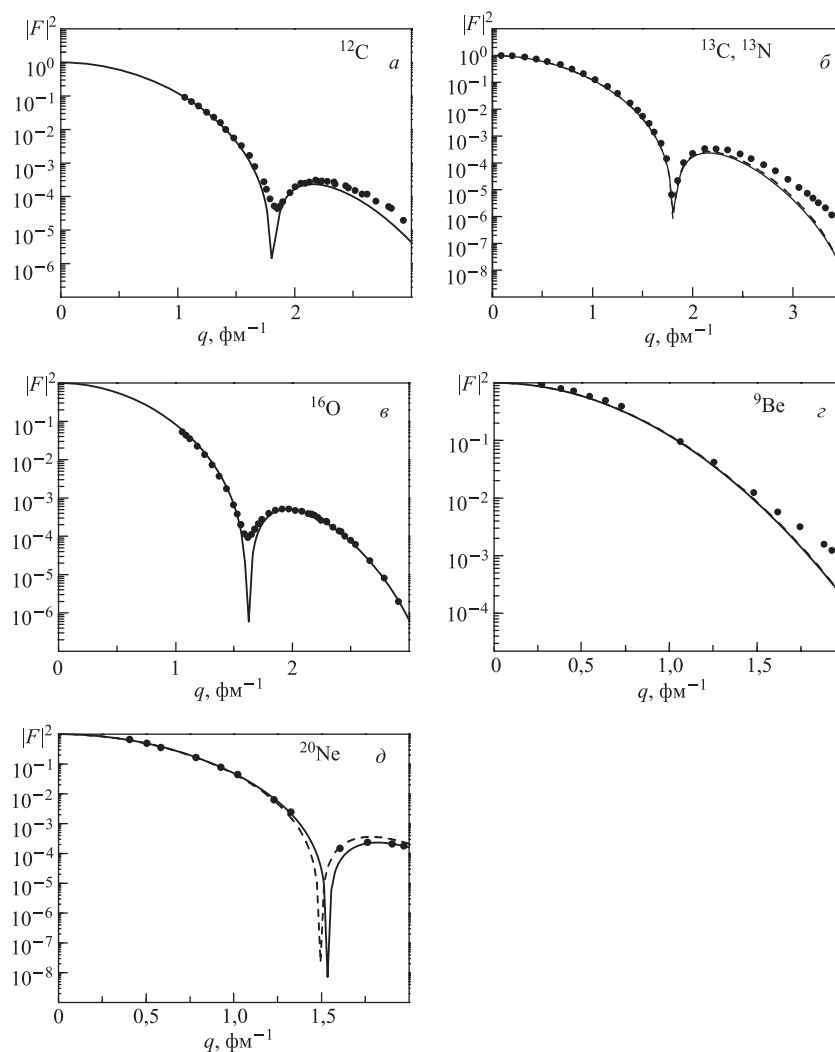 |F|²
¹²C а
10⁰
10⁻¹
10⁻²
10⁻³
10⁻⁴
10⁻⁵
10⁻⁶
0 1 2
q, фм⁻¹
|F|²
¹³C, ¹³N б
10⁰
10⁻¹
10⁻²
10⁻³
10⁻⁴
10⁻⁵
10⁻⁶
10⁻⁷
10⁻⁸
0 1 2 3
q, фм⁻¹
|F|²
¹⁶O в
10⁻¹
10⁻²
10⁻³
10⁻⁴
10⁻⁵
10⁻⁶
0 1 2
q, фм⁻¹
|F|²
⁹Be г
10⁻¹
10⁻²
10⁻³
10⁻⁴
0 0,5 1,0 1,5
q, фм⁻¹
|F|²
²⁰Ne д
10⁻¹
10⁻²
10⁻³
10⁻⁴
10⁻⁵
10⁻⁶
10⁻⁷
10⁻⁸
0 0,5 1,0 1,5
q, фм⁻¹